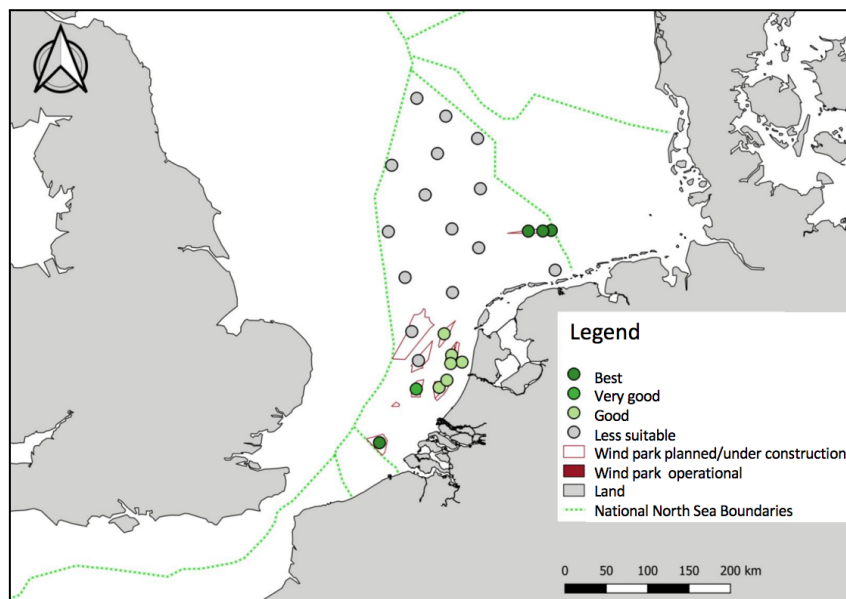 Legend
Best
Very good
Good
Less suitable
Wind park planned/under construction
Wind park operational
Land
National North Sea Boundaries
0 50 100 150 200 km